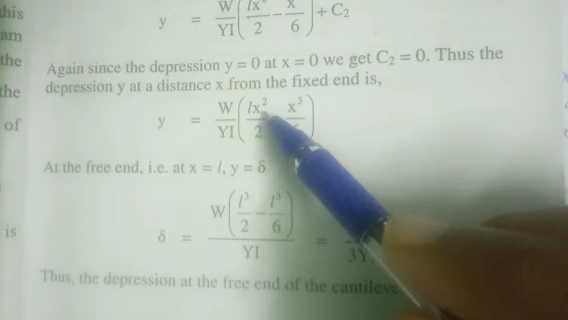 this
am
the
the
of
is
y = W/YI (lx²/2 − x/6) + C₂
Again since the depression y = 0 at x = 0 we get C₂ = 0. Thus the
depression y at a distance x from the fixed end is,
y = W/YI (lx²/2 x³)
At the free end, i.e. at x = l, y = δ
δ = W(l³/2 − l³/6)/YI = 3Y
Thus, the depression at the free end of the